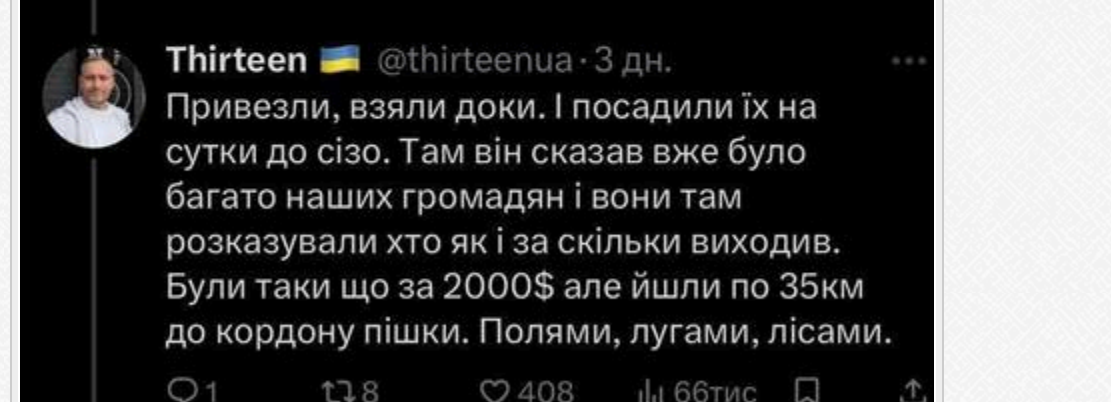 Thirteen 🇺🇦 @thirteenua · 3 дн.
Привезли, взяли доки. І посадили їх на
сутки до сізо. Там він сказав вже було
багато наших громадян і вони там
розказували хто як і за скільки виходив.
Були таки що за 2000$ але йшли по 35км
до кордону пішки. Полями, лугами, лісами.
1 8 408 66тис